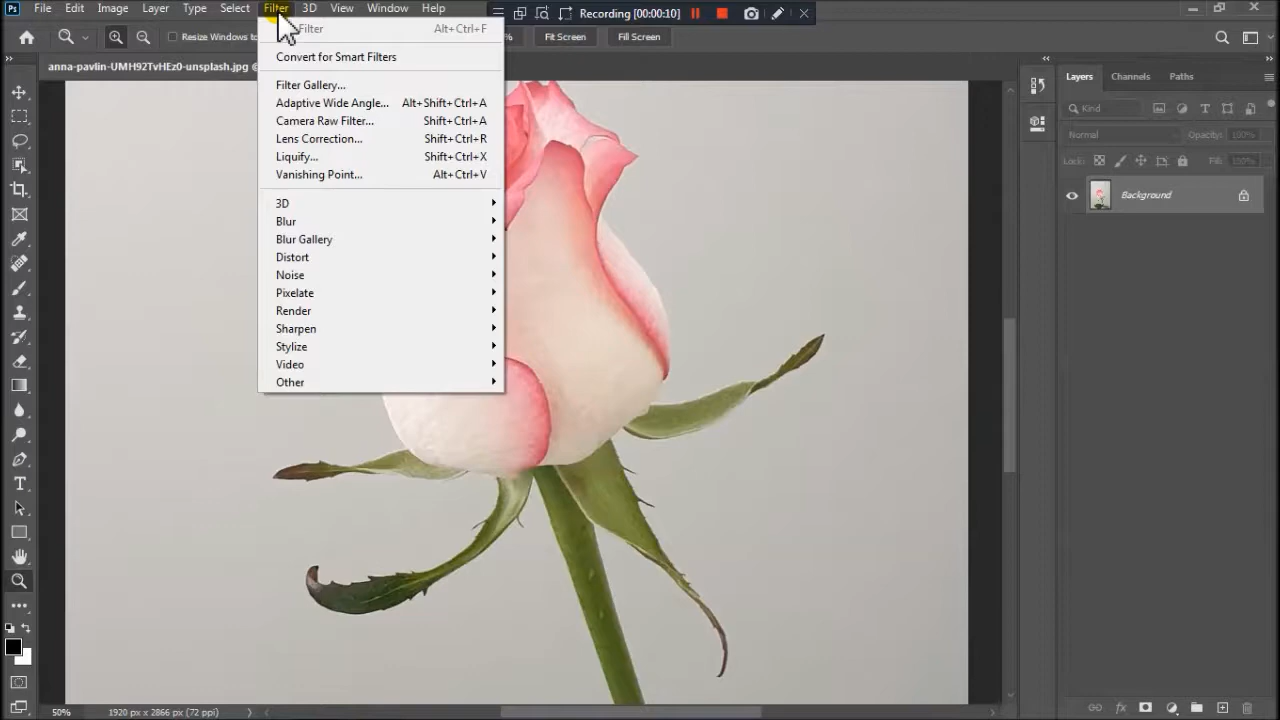 Ps File Edit Image Layer Type Select Filter 3D View Window Help
Recording [00:00:10]
Filter Alt+Ctrl+F
Resize Windows to
% Fit Screen Fill Screen
Convert for Smart Filters
anna-pavlin-UMH92TvHEz0-unsplash.jpg @
Layers Channels Paths
Filter Gallery...
Adaptive Wide Angle... Alt+Shift+Ctrl+A
Camera Raw Filter... Shift+Ctrl+A
Lens Correction... Shift+Ctrl+R
Liquify... Shift+Ctrl+X
Vanishing Point... Alt+Ctrl+V
3D
Blur
Blur Gallery
Distort
Noise
Pixelate
Render
Sharpen
Stylize
Video
Other
Kind
Normal Opacity: 100%
Lock: Fill: 100%
Background
50% 1920 px x 2866 px (72 ppi)